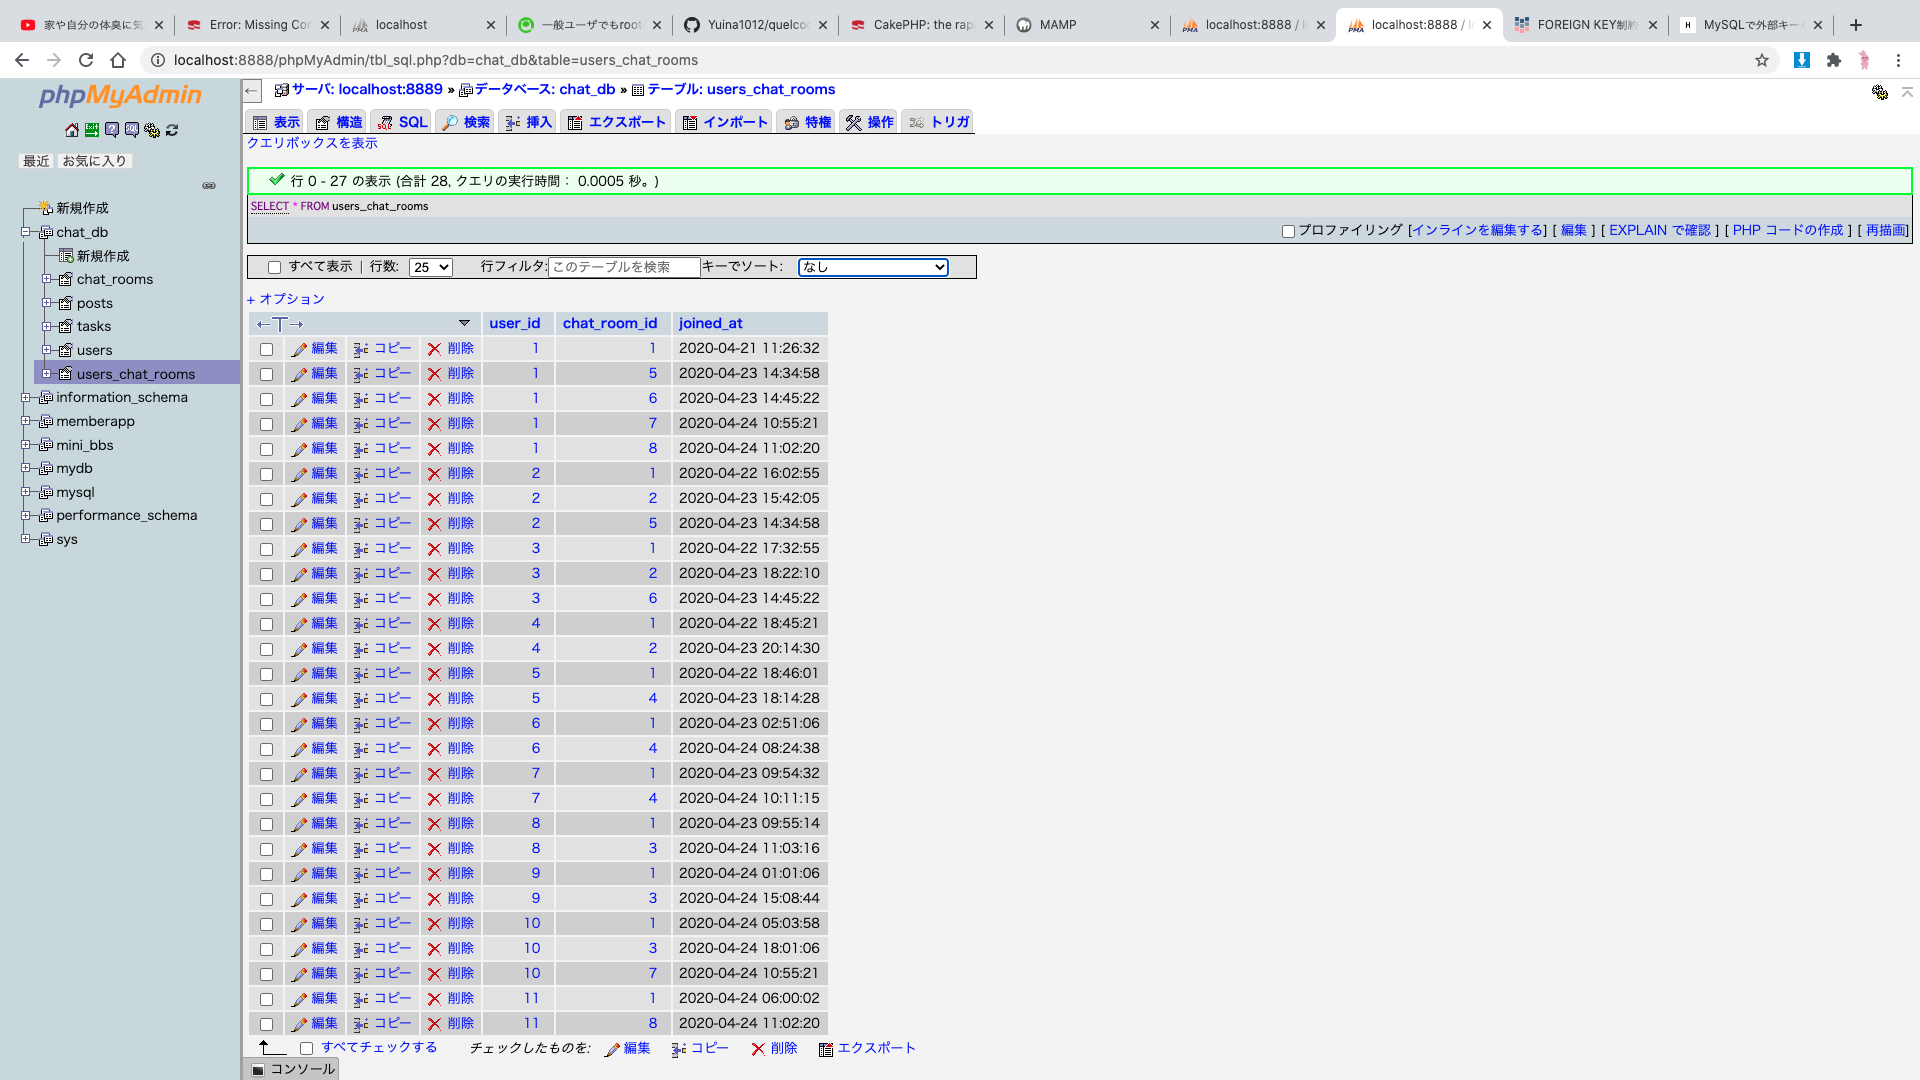 家や自分の体臭に気
Error: Missing Cor
localhost
一般ユーザでもroot
Yuina1012/quelco
CakePHP: the rap
MAMP
localhost:8888 / l
localhost:8888 / l
FOREIGN KEY制約
MySQLで外部キー
localhost:8888/phpMyAdmin/tbl_sql.php?db=chat_db&table=users_chat_rooms
phpMyAdmin
最近 お気に入り
新規作成
chat_db
新規作成
chat_rooms
posts
tasks
users
users_chat_rooms
information_schema
memberapp
mini_bbs
mydb
mysql
performance_schema
sys
サーバ: localhost:8889 » データベース: chat_db » テーブル: users_chat_rooms
表示 構造 SQL 検索 挿入 エクスポート インポート 特権 操作 トリガ
クエリボックスを表示
行 0 - 27 の表示 (合計 28, クエリの実行時間： 0.0005 秒。)
SELECT * FROM users_chat_rooms
プロファイリング [インラインを編集する] [ 編集 ] [ EXPLAIN で確認 ] [ PHP コードの作成 ] [ 再描画]
すべて表示 | 行数: 25 行フィルタ: このテーブルを検索 キーでソート: なし
+ オプション
←T→ user_id chat_room_id joined_at
編集 コピー 削除 1 1 2020-04-21 11:26:32
編集 コピー 削除 1 5 2020-04-23 14:34:58
編集 コピー 削除 1 6 2020-04-23 14:45:22
編集 コピー 削除 1 7 2020-04-24 10:55:21
編集 コピー 削除 1 8 2020-04-24 11:02:20
編集 コピー 削除 2 1 2020-04-22 16:02:55
編集 コピー 削除 2 2 2020-04-23 15:42:05
編集 コピー 削除 2 5 2020-04-23 14:34:58
編集 コピー 削除 3 1 2020-04-22 17:32:55
編集 コピー 削除 3 2 2020-04-23 18:22:10
編集 コピー 削除 3 6 2020-04-23 14:45:22
編集 コピー 削除 4 1 2020-04-22 18:45:21
編集 コピー 削除 4 2 2020-04-23 20:14:30
編集 コピー 削除 5 1 2020-04-22 18:46:01
編集 コピー 削除 5 4 2020-04-23 18:14:28
編集 コピー 削除 6 1 2020-04-23 02:51:06
編集 コピー 削除 6 4 2020-04-24 08:24:38
編集 コピー 削除 7 1 2020-04-23 09:54:32
編集 コピー 削除 7 4 2020-04-24 10:11:15
編集 コピー 削除 8 1 2020-04-23 09:55:14
編集 コピー 削除 8 3 2020-04-24 11:03:16
編集 コピー 削除 9 1 2020-04-24 01:01:06
編集 コピー 削除 9 3 2020-04-24 15:08:44
編集 コピー 削除 10 1 2020-04-24 05:03:58
編集 コピー 削除 10 3 2020-04-24 18:01:06
編集 コピー 削除 10 7 2020-04-24 10:55:21
編集 コピー 削除 11 1 2020-04-24 06:00:02
編集 コピー 削除 11 8 2020-04-24 11:02:20
すべてチェックする チェックしたものを: 編集 コピー 削除 エクスポート
コンソール